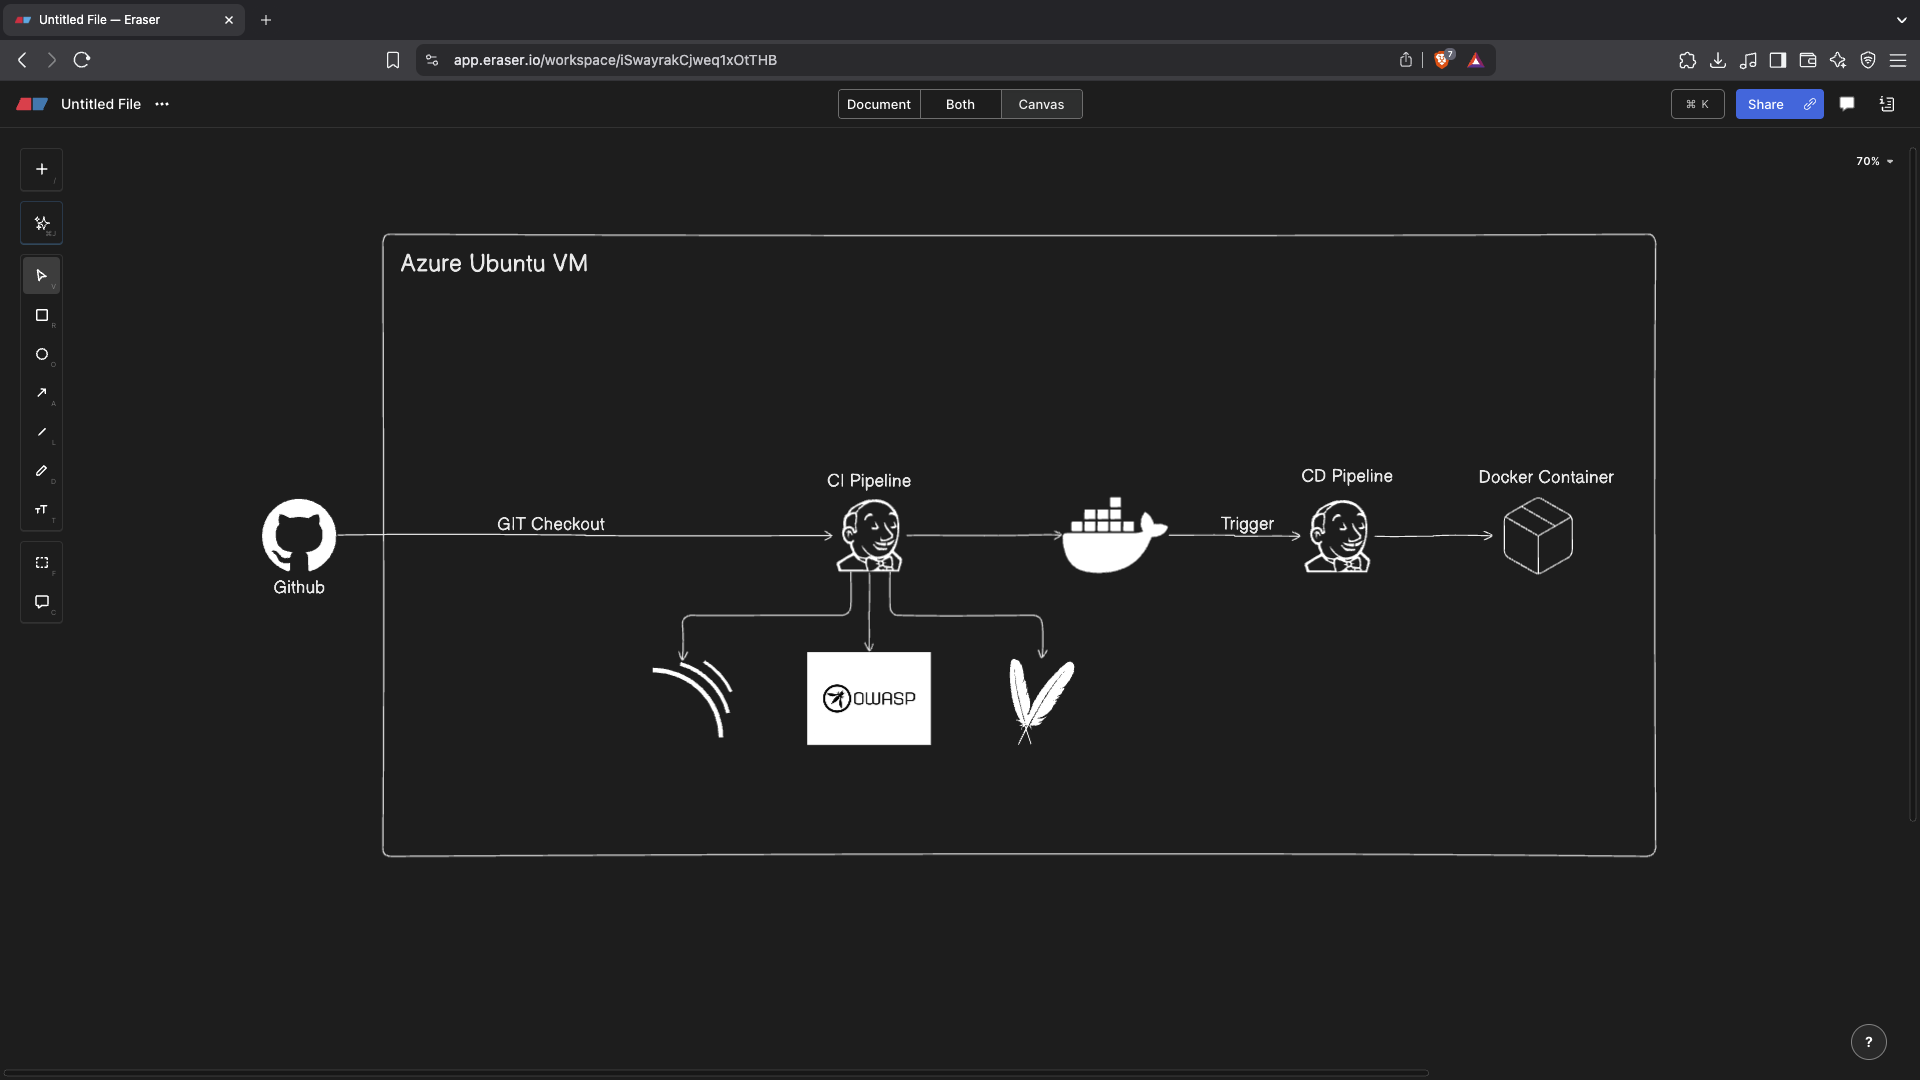 Untitled File — Eraser
app.eraser.io/workspace/iSwayrakCjweq1xOtTHB
7
Untitled File
Document
Both
Canvas
⌘ K
Share
70%
/
⌘J
V
R
O
A
L
D
T
F
C
Azure Ubuntu VM
CI Pipeline
CD Pipeline
Docker Container
GIT Checkout
Trigger
Github
OWASP
?